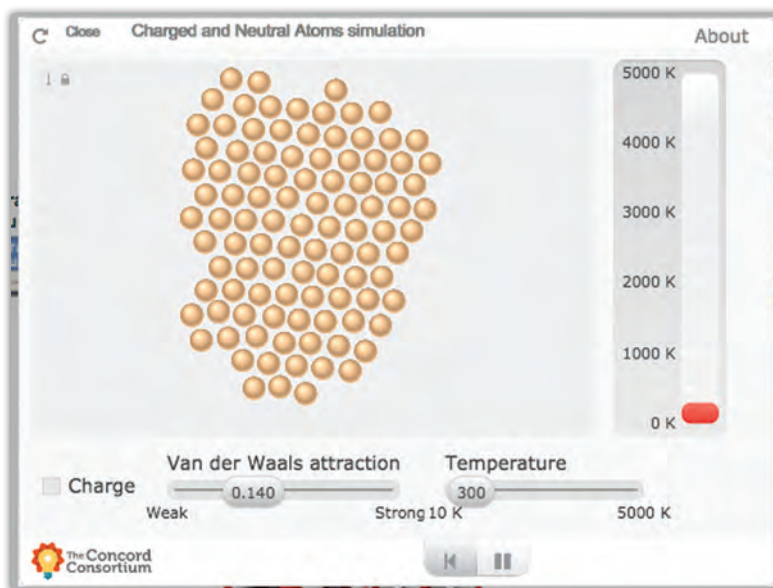 Close Charged and Neutral Atoms simulation About
5000 K
4000 K
3000 K
2000 K
1000 K
0 K
Van der Waals attraction Temperature
Charge 0.140 300
Weak Strong 10 K 5000 K
The Concord
Consortium